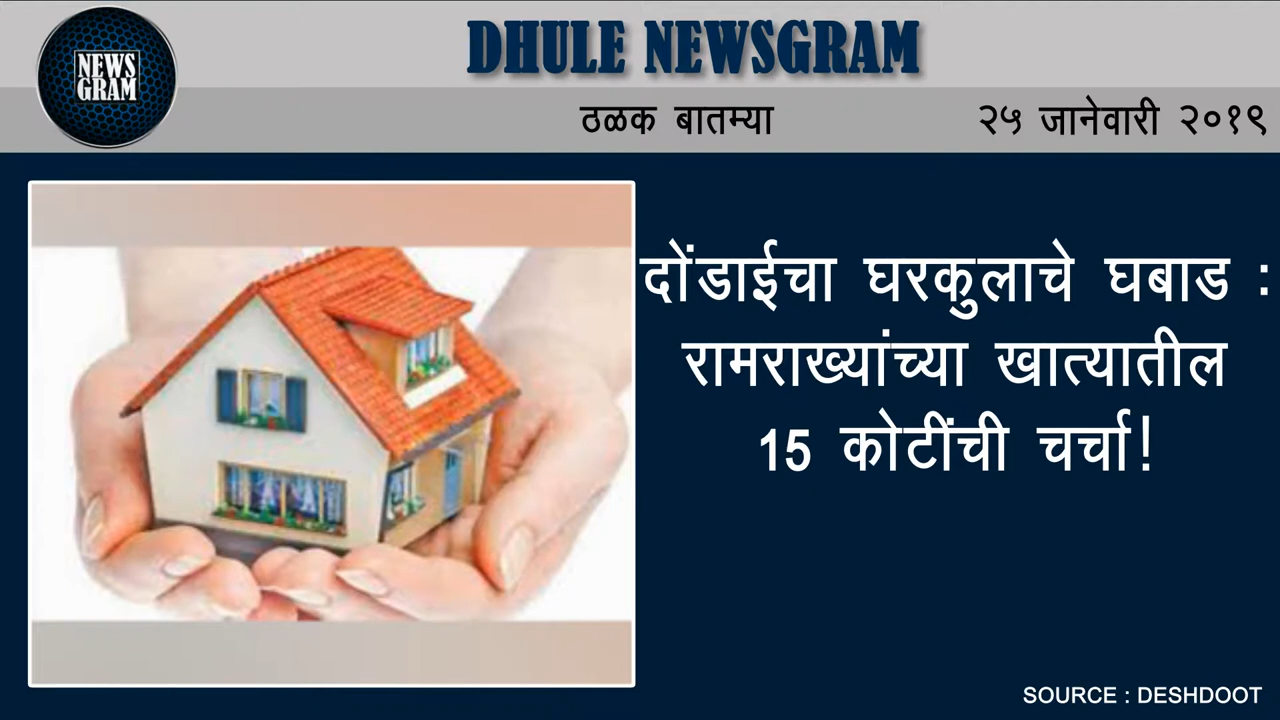 NEWS
GRAM
DHULE NEWSGRAM
ठळक बातम्या
२५ जानेवारी २०१९
दोंडाईचा घरकुलाचे घबाड :
रामराख्यांच्या खात्यातील
15 कोटींची चर्चा!
SOURCE : DESHDOOT